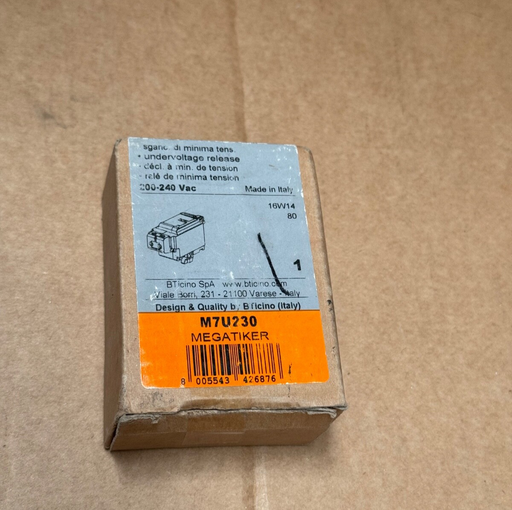 sganc. di minima tens.
• undervoltage release
- décl. à min. de tension
- relé de minima tensión
200-240 Vac Made in Italy
16W14
80
1
BTicino SpA www.bticino.com
Viale Borri, 231 - 21100 Varese - Italy
Design & Quality by BTicino (Italy)
M7U230
MEGATIKER
8 005543 426876